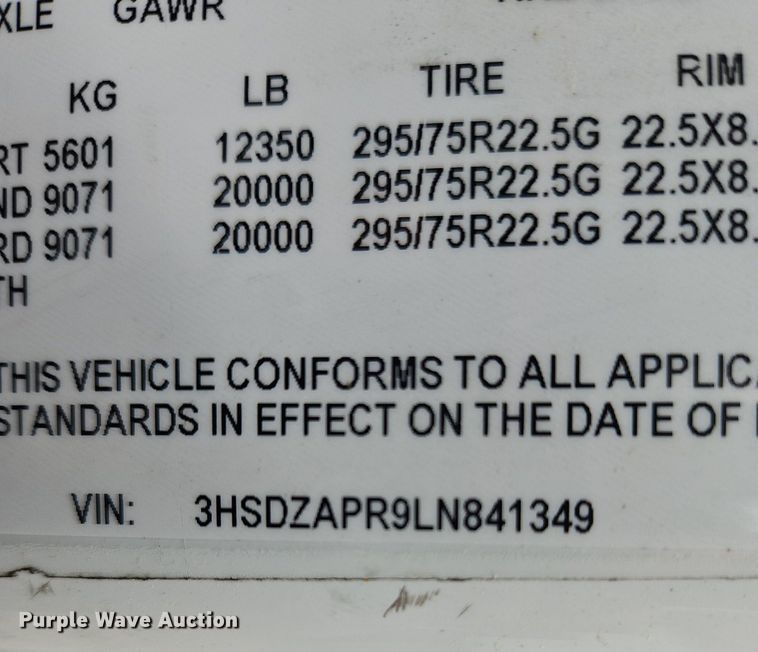 XLE GAWR
KG LB TIRE RIM
RT 5601 12350 295/75R22.5G 22.5X8.
ND 9071 20000 295/75R22.5G 22.5X8.
RD 9071 20000 295/75R22.5G 22.5X8.
TH
THIS VEHICLE CONFORMS TO ALL APPLICA
STANDARDS IN EFFECT ON THE DATE OF
VIN: 3HSDZAPR9LN841349
Purple Wave Auction